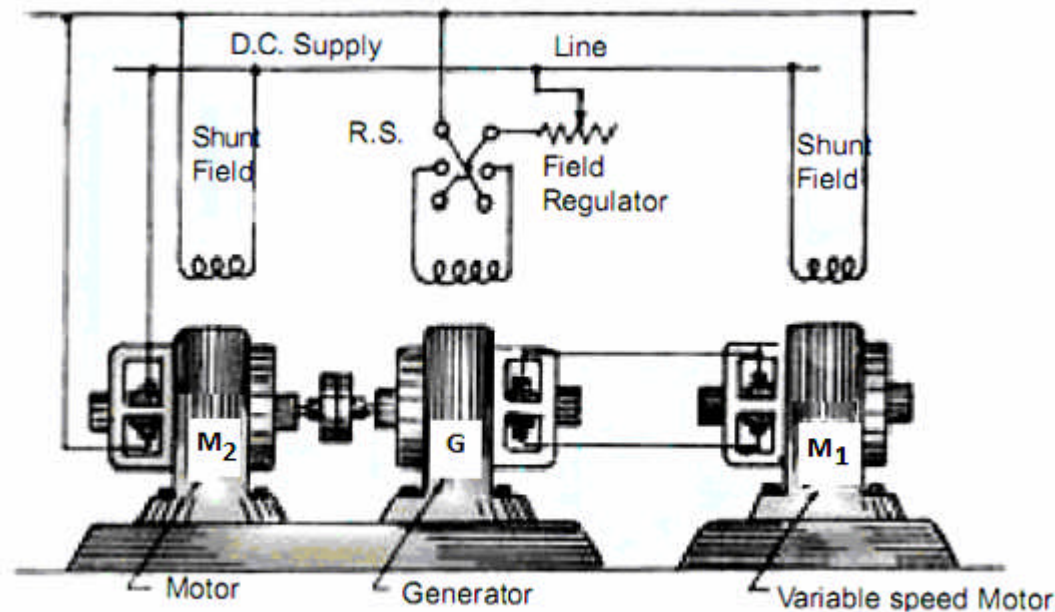 D.C. Supply Line
R.S.
Shunt
Field
Field
Regulator
Shunt
Field
M2
G
M1
Motor
Generator
Variable speed Motor